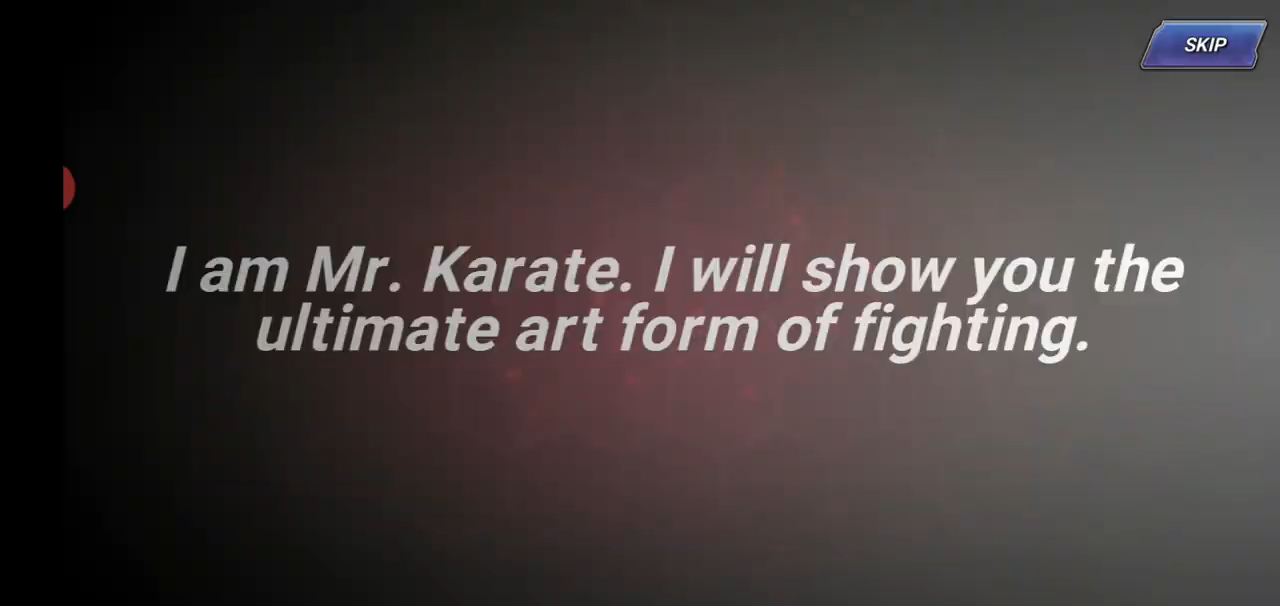 SKIP
I am Mr. Karate. I will show you the
ultimate art form of fighting.